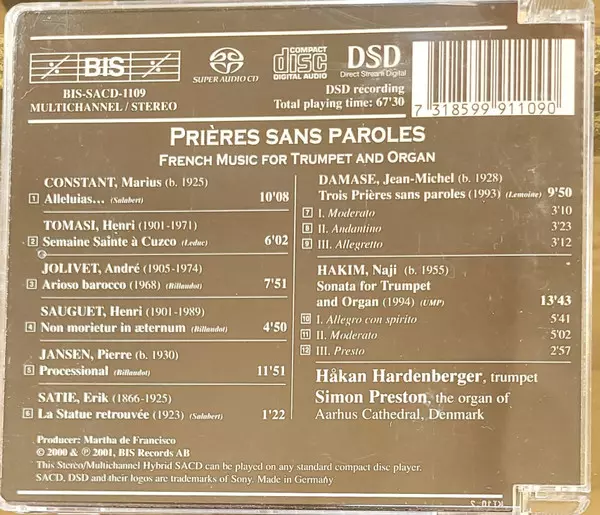 BIS
BIS-SACD-1109
MULTICHANNEL / STEREO
SUPER AUDIO CD
COMPACT
disc
DIGITAL AUDIO
DSD
Direct Stream Digital
DSD recording
Total playing time: 67'30
7 318599 911090
PRIÈRES SANS PAROLES
FRENCH MUSIC FOR TRUMPET AND ORGAN
CONSTANT, Marius (b. 1925)
1 Alleluias... (Salabert) 10'08
TOMASI, Henri (1901-1971)
2 Semaine Sainte à Cuzco (Leduc) 6'02
JOLIVET, André (1905-1974)
3 Arioso barocco (1968) (Billaudot) 7'51
SAUGUET, Henri (1901-1989)
4 Non morietur in æternum (Billaudot) 4'50
JANSEN, Pierre (b. 1930)
5 Processional (Billaudot) 11'51
SATIE, Erik (1866-1925)
6 La Statue retrouvée (1923) (Salabert) 1'22
DAMASE, Jean-Michel (b. 1928)
Trois Prières sans paroles (1993) (Lemoine) 9'50
7 I. Moderato 3'10
8 II. Andantino 3'23
9 III. Allegretto 3'12
HAKIM, Naji (b. 1955)
Sonata for Trumpet
and Organ (1994) (UMP) 13'43
10 I. Allegro con spirito 5'41
11 II. Moderato 5'02
12 III. Presto 2'57
Håkan Hardenberger, trumpet
Simon Preston, the organ of
Aarhus Cathedral, Denmark
Producer: Martha de Francisco
© 2000 & ℗ 2001, BIS Records AB
This Stereo/Multichannel Hybrid SACD can be played on any standard compact disc player.
SACD, DSD and their logos are trademarks of Sony. Made in Germany